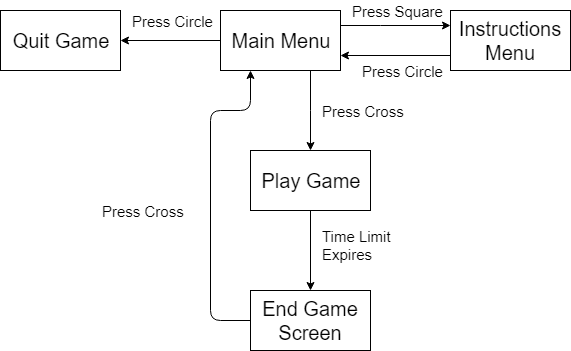 Quit Game
Press Circle
Main Menu
Press Square
Instructions
Menu
Press Circle
Press Cross
Play Game
Press Cross
Time Limit
Expires
End Game
Screen